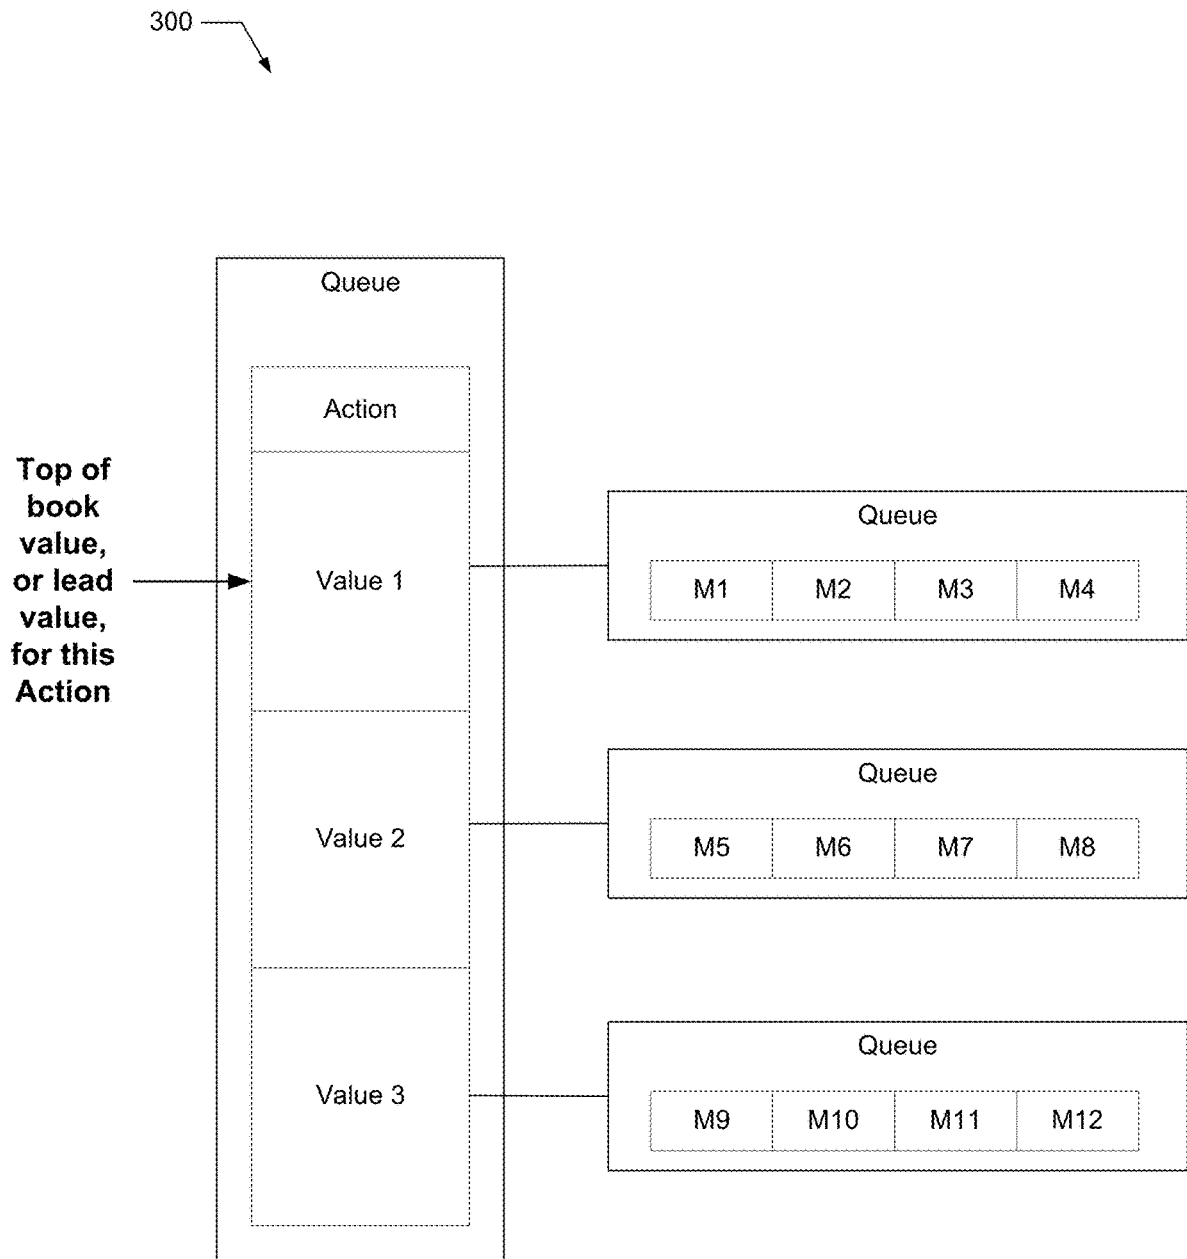 300
Queue
Action
Top of
book
value,
or lead
value,
for this
Action
Value 1
Queue
M1 M2 M3 M4
Value 2
Queue
M5 M6 M7 M8
Value 3
Queue
M9 M10 M11 M12